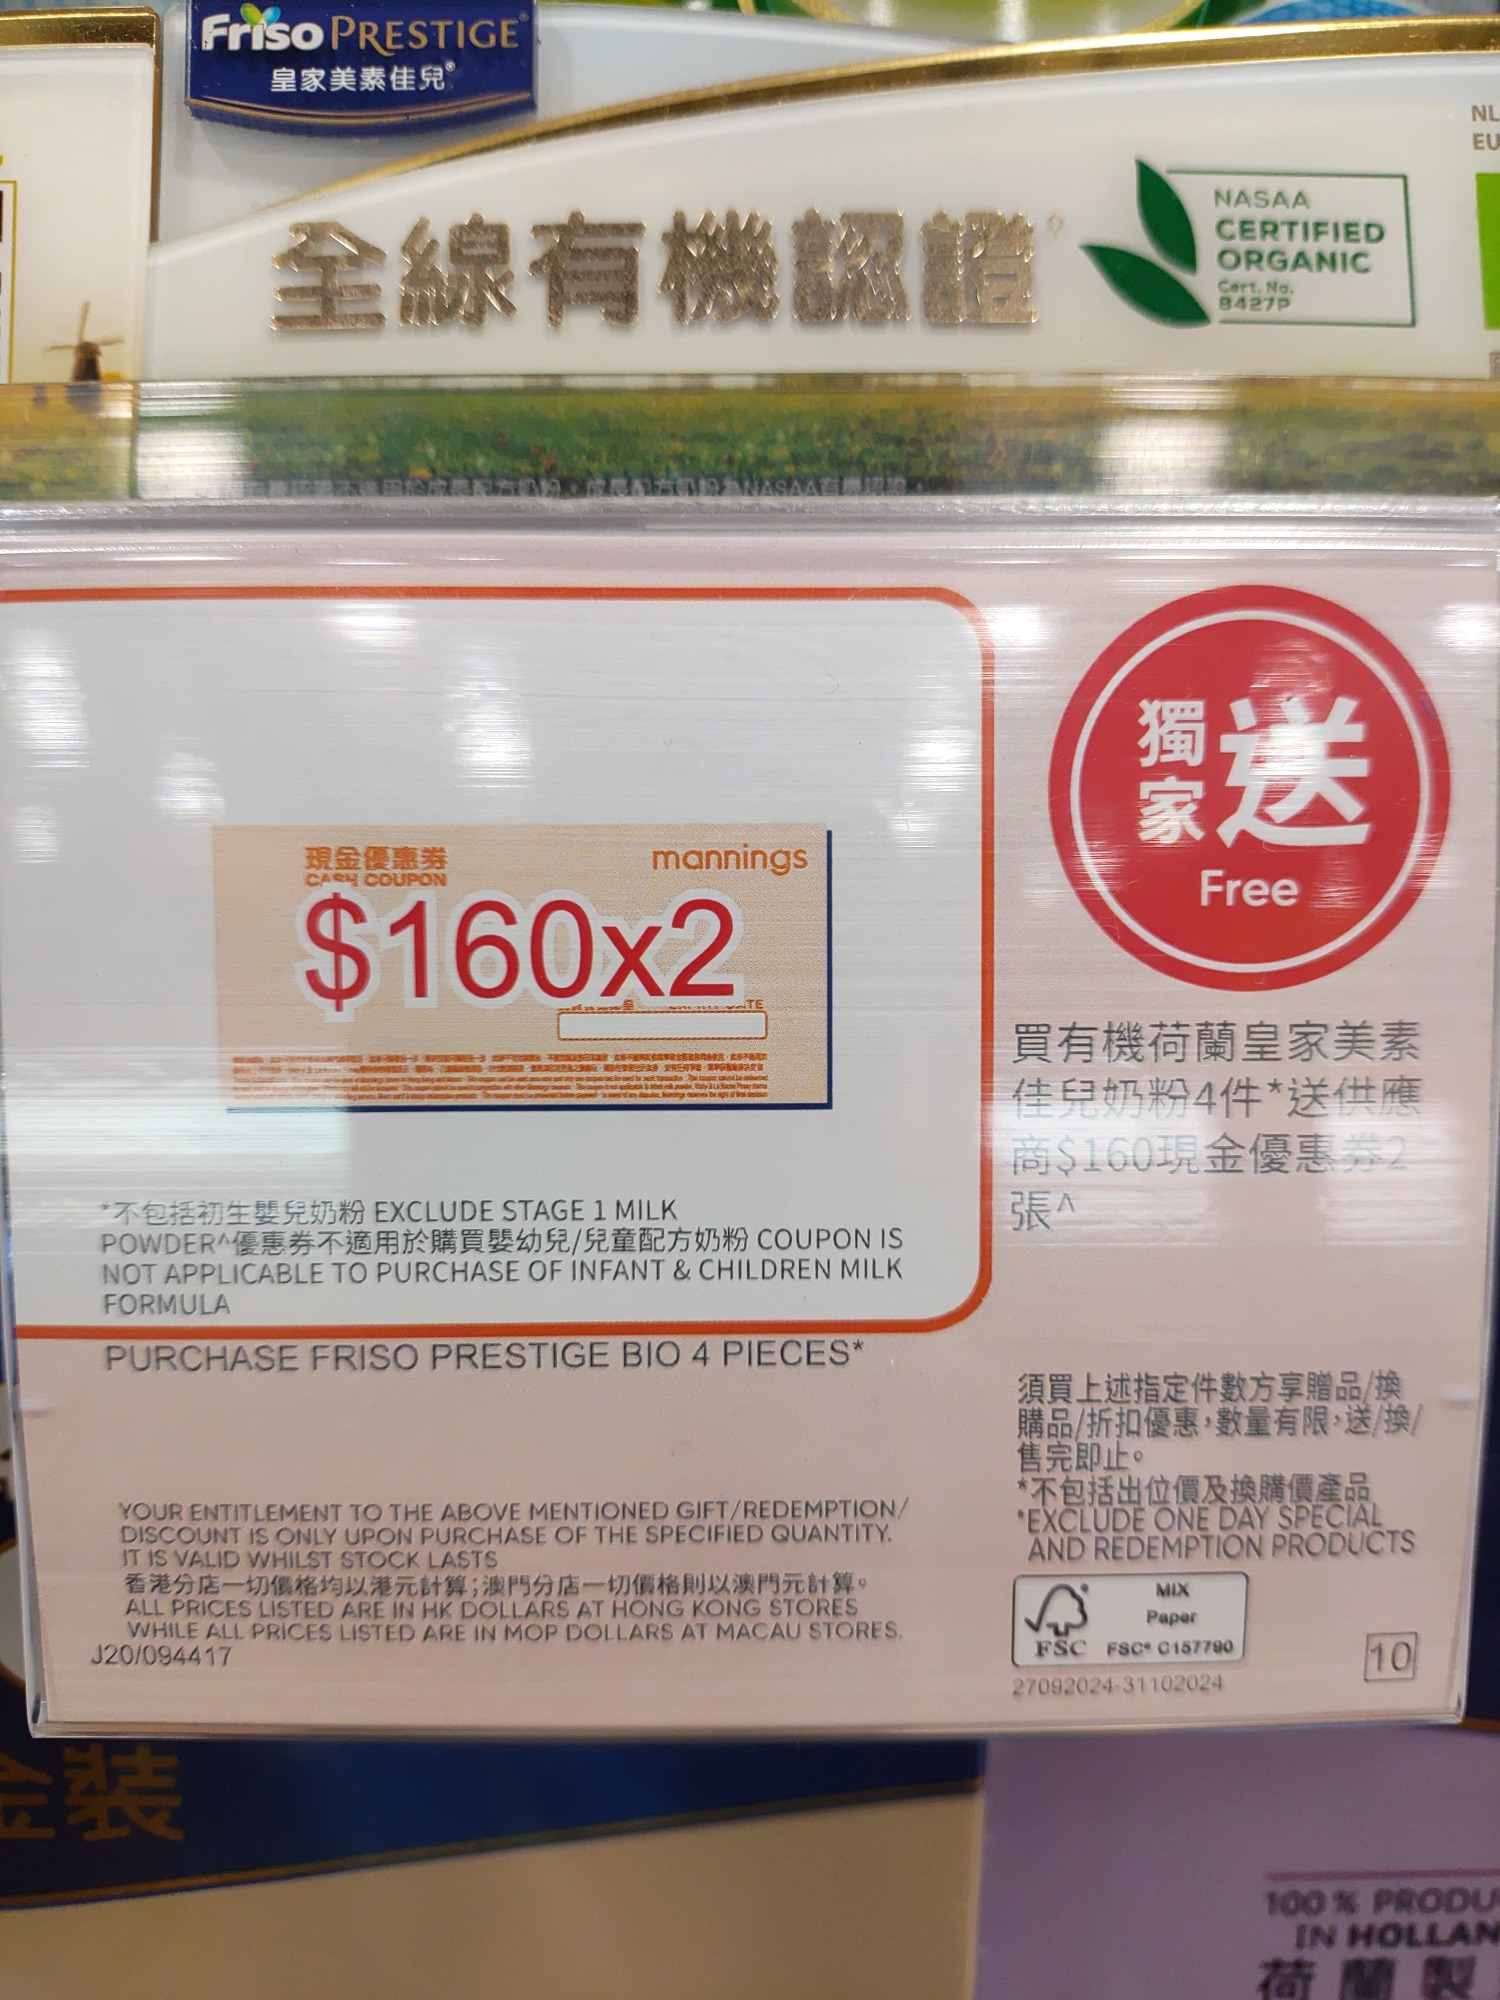 Friso PRESTIGE
皇家美素佳兒®
全線有機認證
NASAA
CERTIFIED
ORGANIC
Cert. No.
8427P
NL
EU
獨家送
Free
現金優惠券
CASH COUPON
mannings
$160x2
*不包括初生嬰兒奶粉 EXCLUDE STAGE 1 MILK
POWDER^優惠券不適用於購買嬰幼兒/兒童配方奶粉 COUPON IS
NOT APPLICABLE TO PURCHASE OF INFANT & CHILDREN MILK
FORMULA
PURCHASE FRISO PRESTIGE BIO 4 PIECES*
買有機荷蘭皇家美素
佳兒奶粉4件*送供應
商$160現金優惠券2
張^
須買上述指定件數方享贈品/換
購品/折扣優惠,數量有限,送/換/
售完即止。
*不包括出位價及換購價產品
*EXCLUDE ONE DAY SPECIAL
AND REDEMPTION PRODUCTS
YOUR ENTITLEMENT TO THE ABOVE MENTIONED GIFT/REDEMPTION/
DISCOUNT IS ONLY UPON PURCHASE OF THE SPECIFIED QUANTITY.
IT IS VALID WHILST STOCK LASTS
香港分店一切價格均以港元計算;澳門分店一切價格則以澳門元計算。
ALL PRICES LISTED ARE IN HK DOLLARS AT HONG KONG STORES
WHILE ALL PRICES LISTED ARE IN MOP DOLLARS AT MACAU STORES.
J20/094417
MIX
Paper
FSC FSC® C157790
27092024-31102024
10
金裝
100% PRODU
IN HOLLAN
荷蘭製